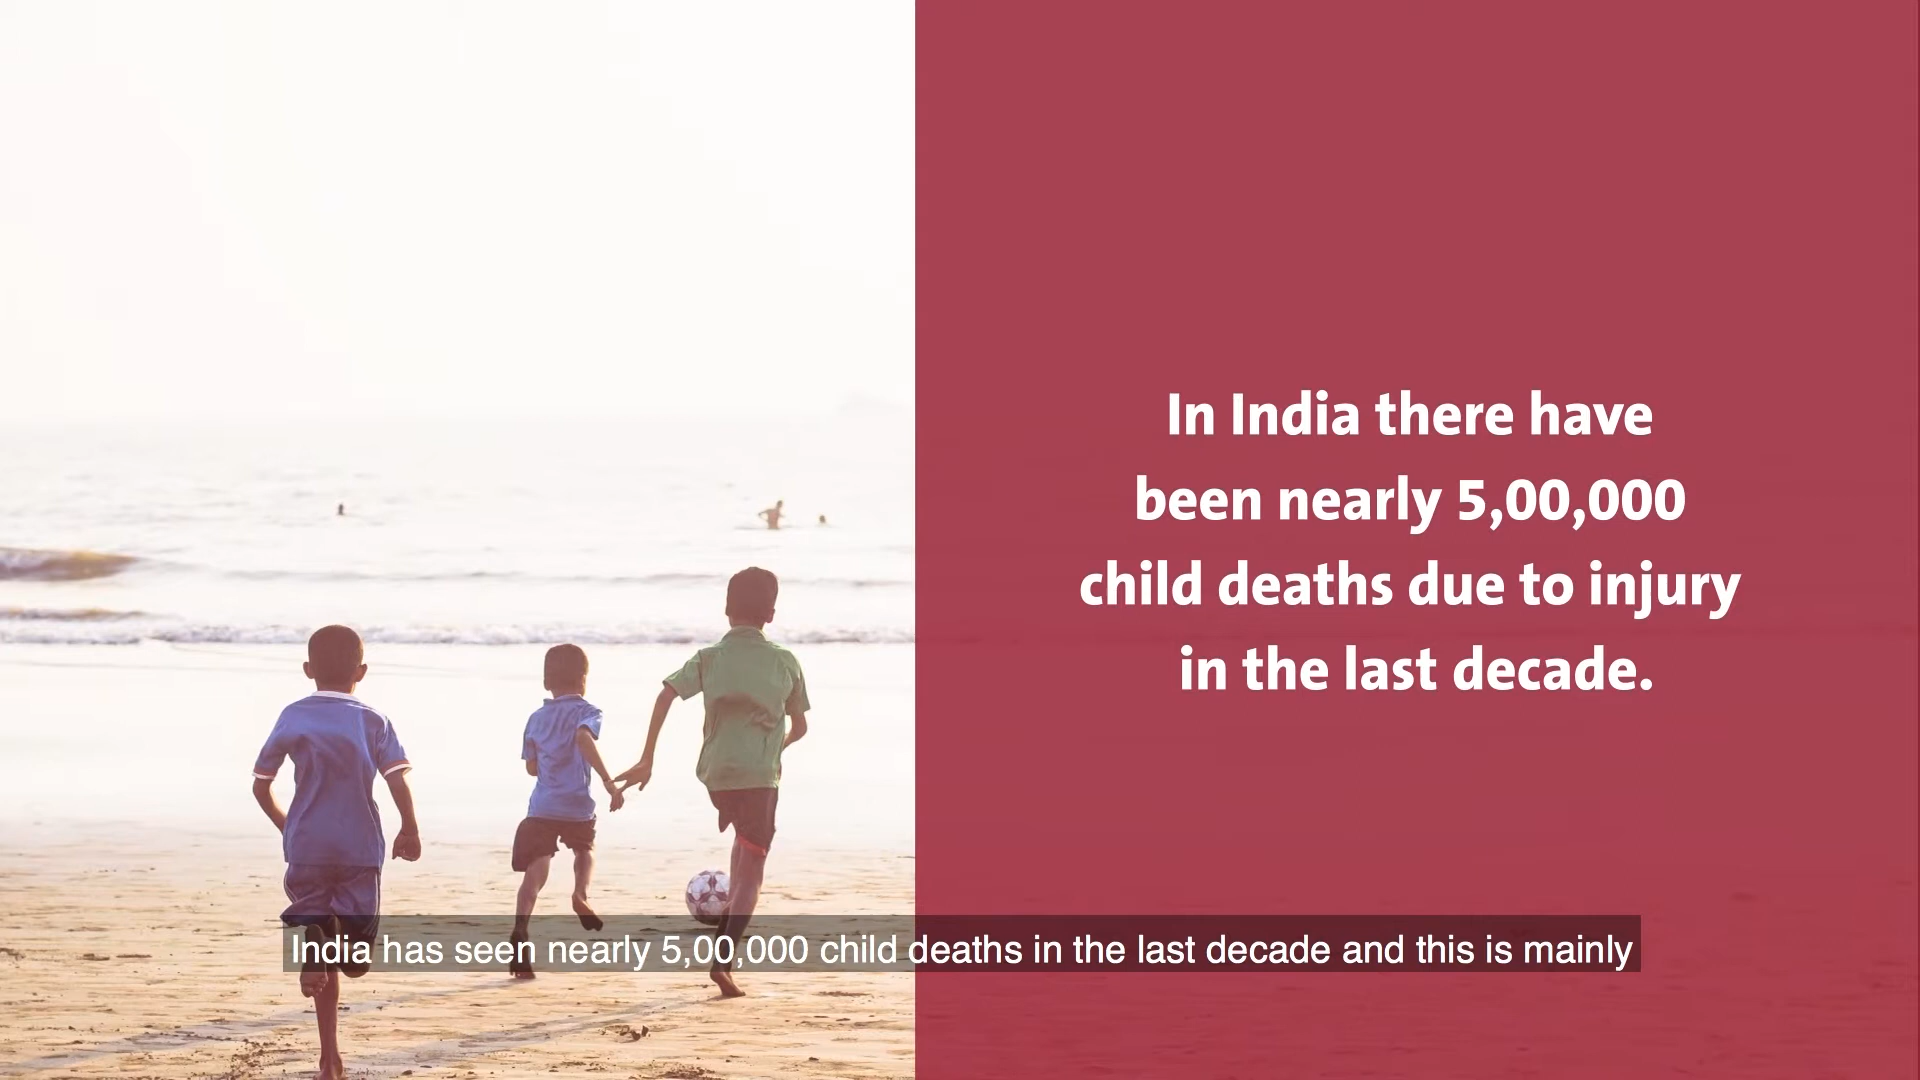 In India there have
been nearly 5,00,000
child deaths due to injury
in the last decade.
India has seen nearly 5,00,000 child deaths in the last decade and this is mainly